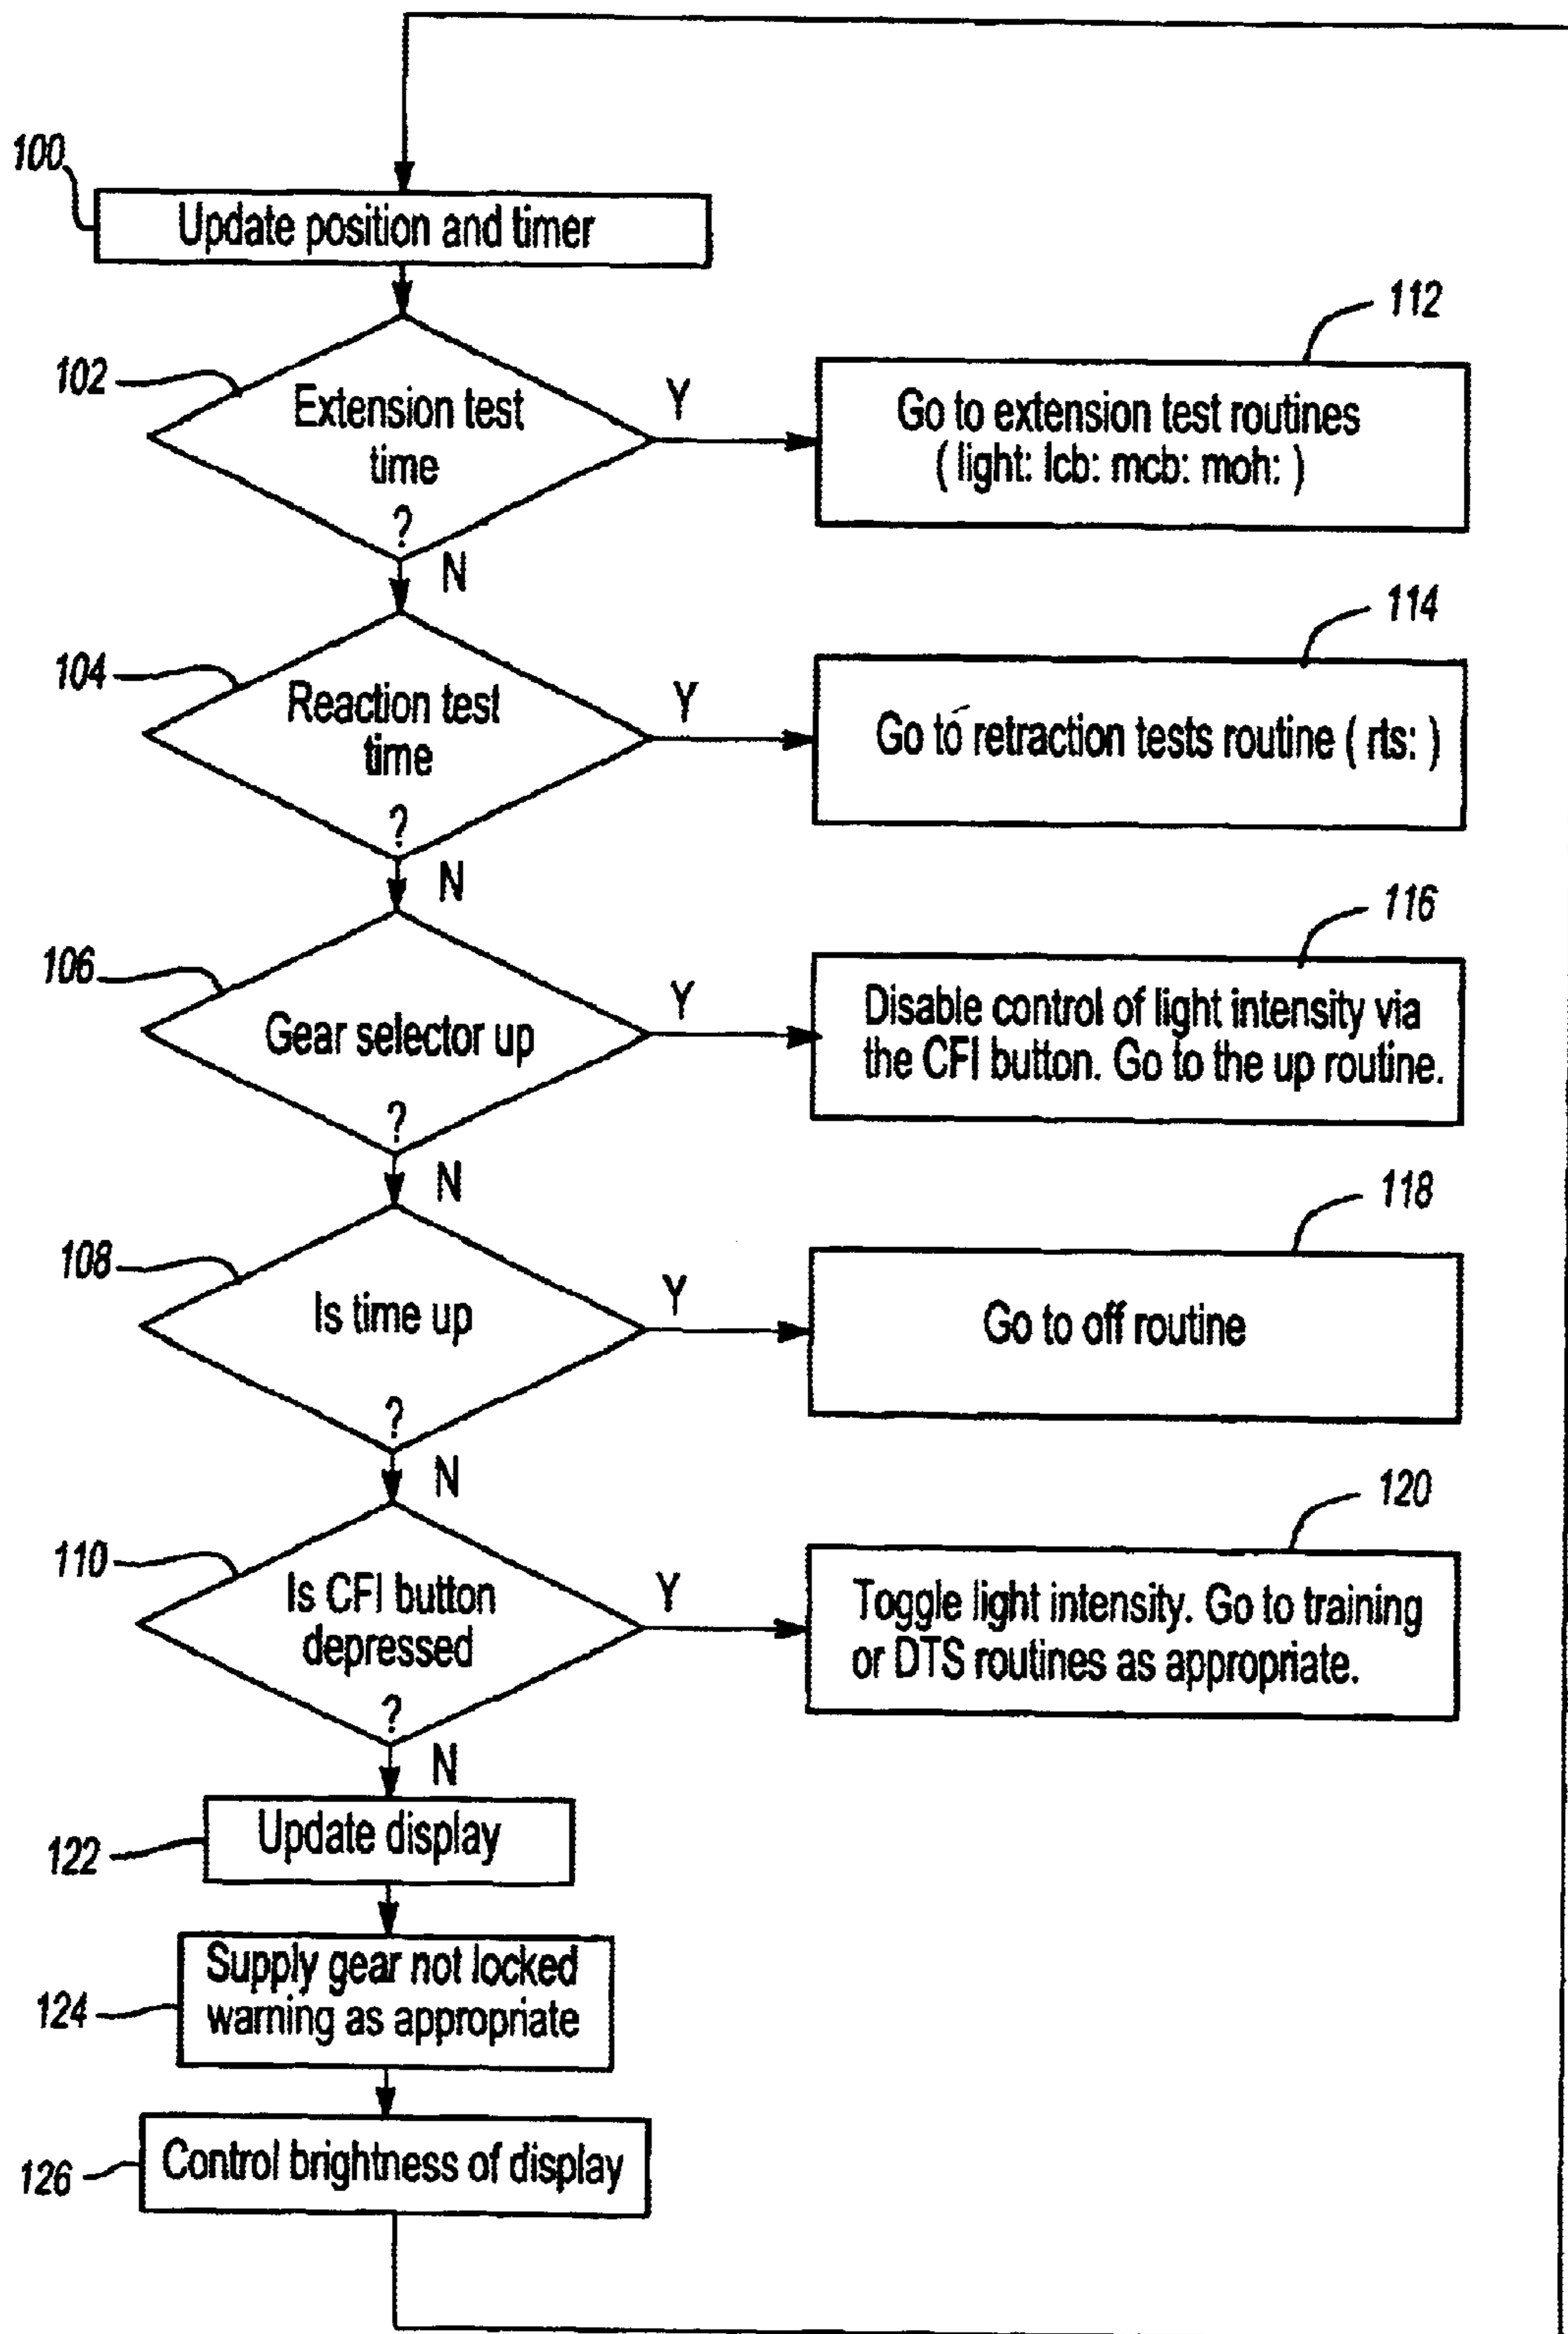 100
Update position and timer
102
Extension test
time
?
Y
N
112
Go to extension test routines
( light: lcb: mcb: moh: )
104
Reaction test
time
?
Y
N
114
Go to retraction tests routine ( rts: )
106
Gear selector up
?
Y
N
116
Disable control of light intensity via
the CFI button. Go to the up routine.
108
Is time up
?
Y
N
118
Go to off routine
110
Is CFI button
depressed
?
Y
N
120
Toggle light intensity. Go to training
or DTS routines as appropriate.
122
Update display
124
Supply gear not locked
warning as appropriate
126
Control brightness of display